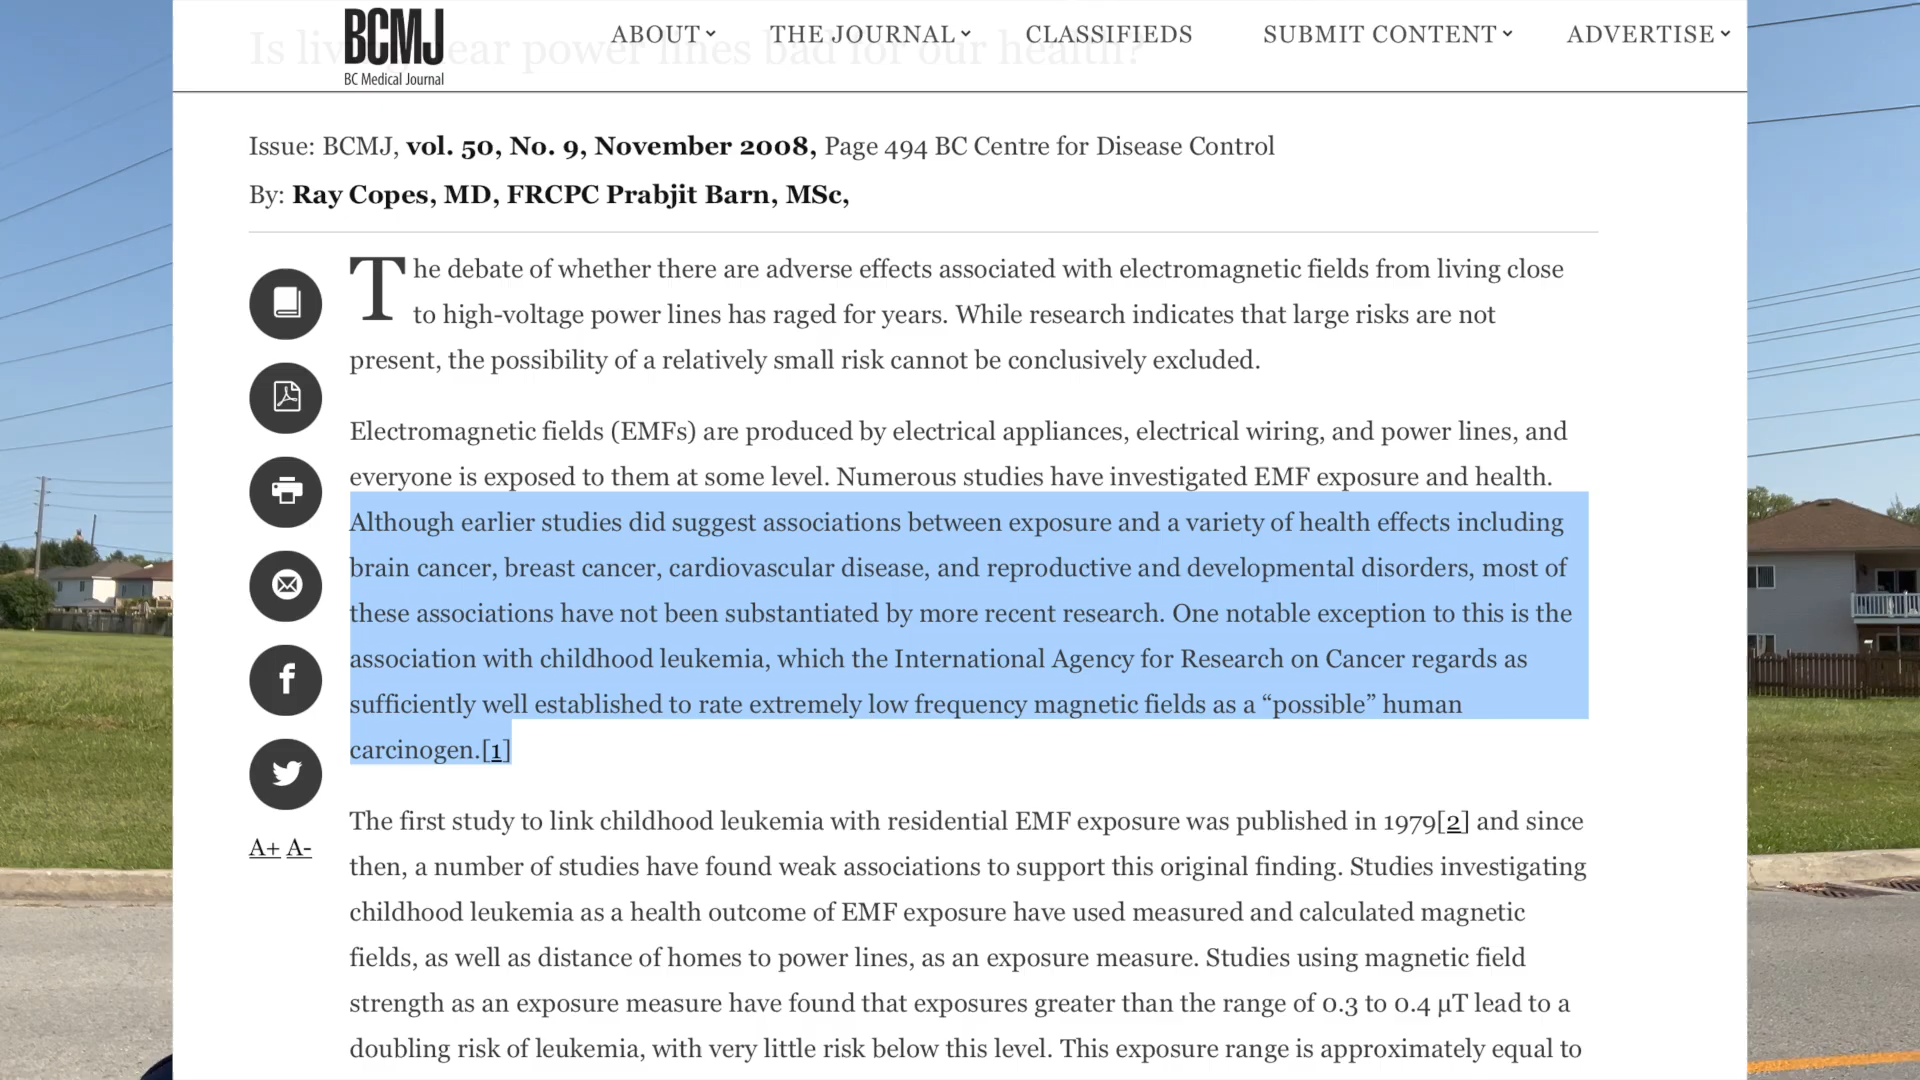 Is living near power lines bad for our health?
BCMJ
BC Medical Journal
ABOUT
THE JOURNAL
CLASSIFIEDS
SUBMIT CONTENT
ADVERTISE
Issue: BCMJ, vol. 50, No. 9, November 2008, Page 494 BC Centre for Disease Control
By: Ray Copes, MD, FRCPC Prabjit Barn, MSc,
The debate of whether there are adverse effects associated with electromagnetic fields from living close
to high-voltage power lines has raged for years. While research indicates that large risks are not
present, the possibility of a relatively small risk cannot be conclusively excluded.
Electromagnetic fields (EMFs) are produced by electrical appliances, electrical wiring, and power lines, and
everyone is exposed to them at some level. Numerous studies have investigated EMF exposure and health.
Although earlier studies did suggest associations between exposure and a variety of health effects including
brain cancer, breast cancer, cardiovascular disease, and reproductive and developmental disorders, most of
these associations have not been substantiated by more recent research. One notable exception to this is the
association with childhood leukemia, which the International Agency for Research on Cancer regards as
sufficiently well established to rate extremely low frequency magnetic fields as a “possible” human
carcinogen.[1]
The first study to link childhood leukemia with residential EMF exposure was published in 1979[2] and since
then, a number of studies have found weak associations to support this original finding. Studies investigating
childhood leukemia as a health outcome of EMF exposure have used measured and calculated magnetic
fields, as well as distance of homes to power lines, as an exposure measure. Studies using magnetic field
strength as an exposure measure have found that exposures greater than the range of 0.3 to 0.4 µT lead to a
doubling risk of leukemia, with very little risk below this level. This exposure range is approximately equal to
A+ A-